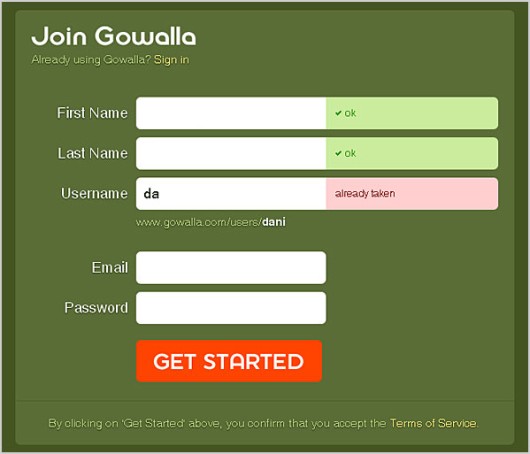 Join Gowalla
Already using Gowalla? Sign in
First Name ✔ ok
Last Name ✔ ok
Username da already taken
www.gowalla.com/users/dani
Email
Password
GET STARTED
By clicking on 'Get Started' above, you confirm that you accept the Terms of Service.